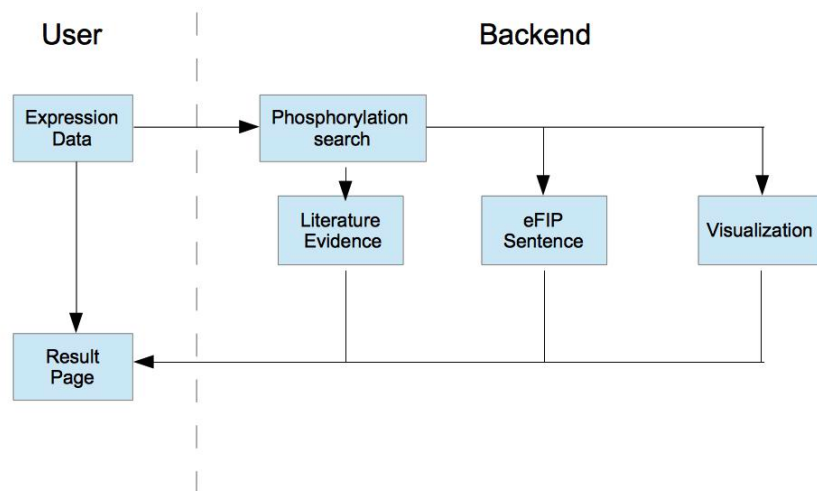 User
Backend
Expression
Data
Phosphorylation
search
Literature
Evidence
eFIP
Sentence
Visualization
Result
Page